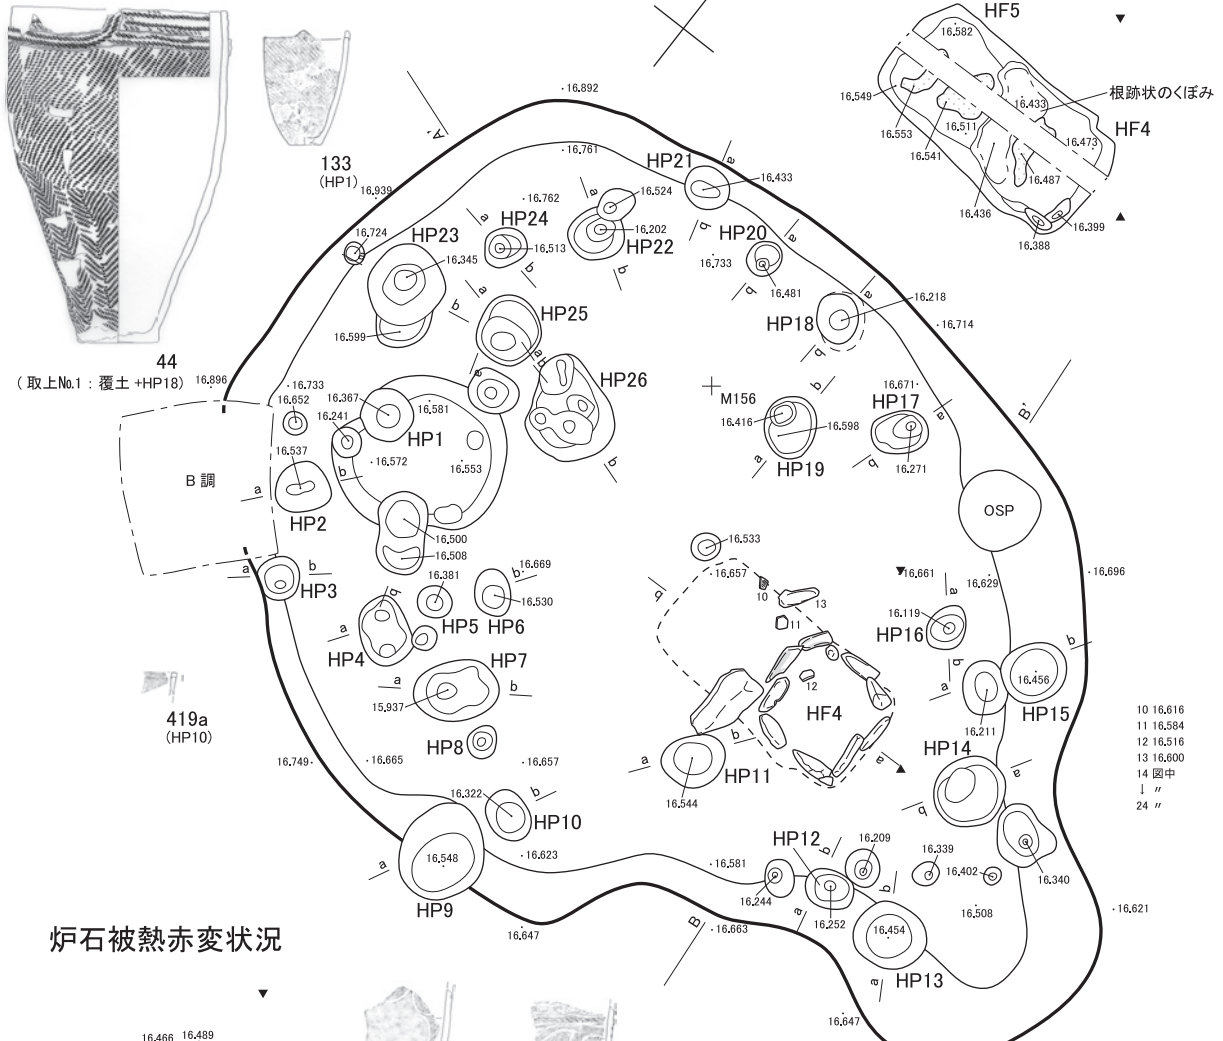 HF5
16.582
16.549
16.433
根跡状のくぼみ
16.553
16.511
HF4
16.541
16.473
16.487
16.436
16.399
16.388
133
(HP1)
44
(取上No.1:覆土+HP18)
A'
16.892
16.761
16.939
16.762
HP21
a
16.433
b
16.724
HP23
16.345
16.599
a
HP24
16.513
b
a
16.524
16.202
HP22
b
HP20
a
16.733
16.481
b
HP18
a
16.218
b
16.714
a
HP25
b
a
a
HP26
b
16.896
16.733
16.652
16.367
16.241
16.581
HP1
16.572
16.553
b
16.537
a
HP2
B調
M156
16.416
16.598
HP19
a
b
16.671
HP17
a
16.271
b
B'
OSP
16.500
16.508
a
HP3
b
16.381
HP5
16.669
b
16.530
HP6
a
b
HP4
16.533
16.657
b
10
13
11
12
HF4
a
16.661
16.629
16.696
a
16.119
HP16
b
b
16.456
HP15
a
16.211
HP7
a
15.937
b
HP8
419a
(HP10)
16.749
16.665
16.657
a
b
HP11
16.544
HP14
a
b
10 16.616
11 16.584
12 16.516
13 16.600
14 図中
↓ 〃
24 〃
16.322
b
HP10
16.548
a
HP9
16.623
16.581
HP12
b
16.209
16.339
16.402
16.340
16.244
16.252
a
b
16.508
16.621
16.454
HP13
a
16.647
B
16.663
16.647
炉石被熱赤変状況
16.466 16.489